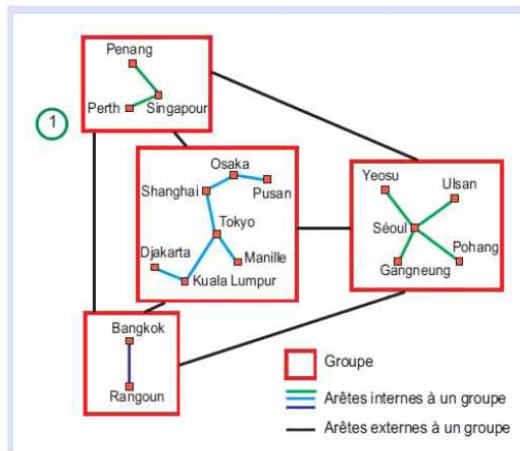 Penang
Perth
Singapour
1
Osaka
Shanghai
Pusan
Tokyo
Djakarta
Manille
Kuala Lumpur
Yeosu
Ulsan
Séoul
Pohang
Gangneung
Bangkok
Rangoun
Groupe
Arêtes internes à un groupe
Arêtes externes à un groupe